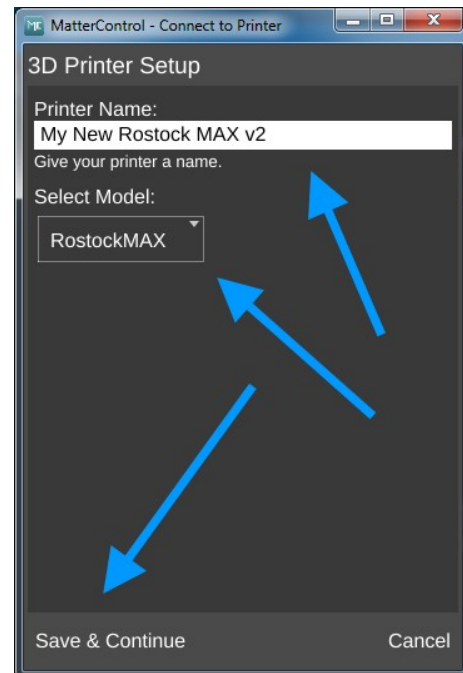 MatterControl - Connect to Printer
3D Printer Setup
Printer Name:
My New Rostock MAX v2
Give your printer a name.
Select Model:
RostockMAX
Save & Continue
Cancel